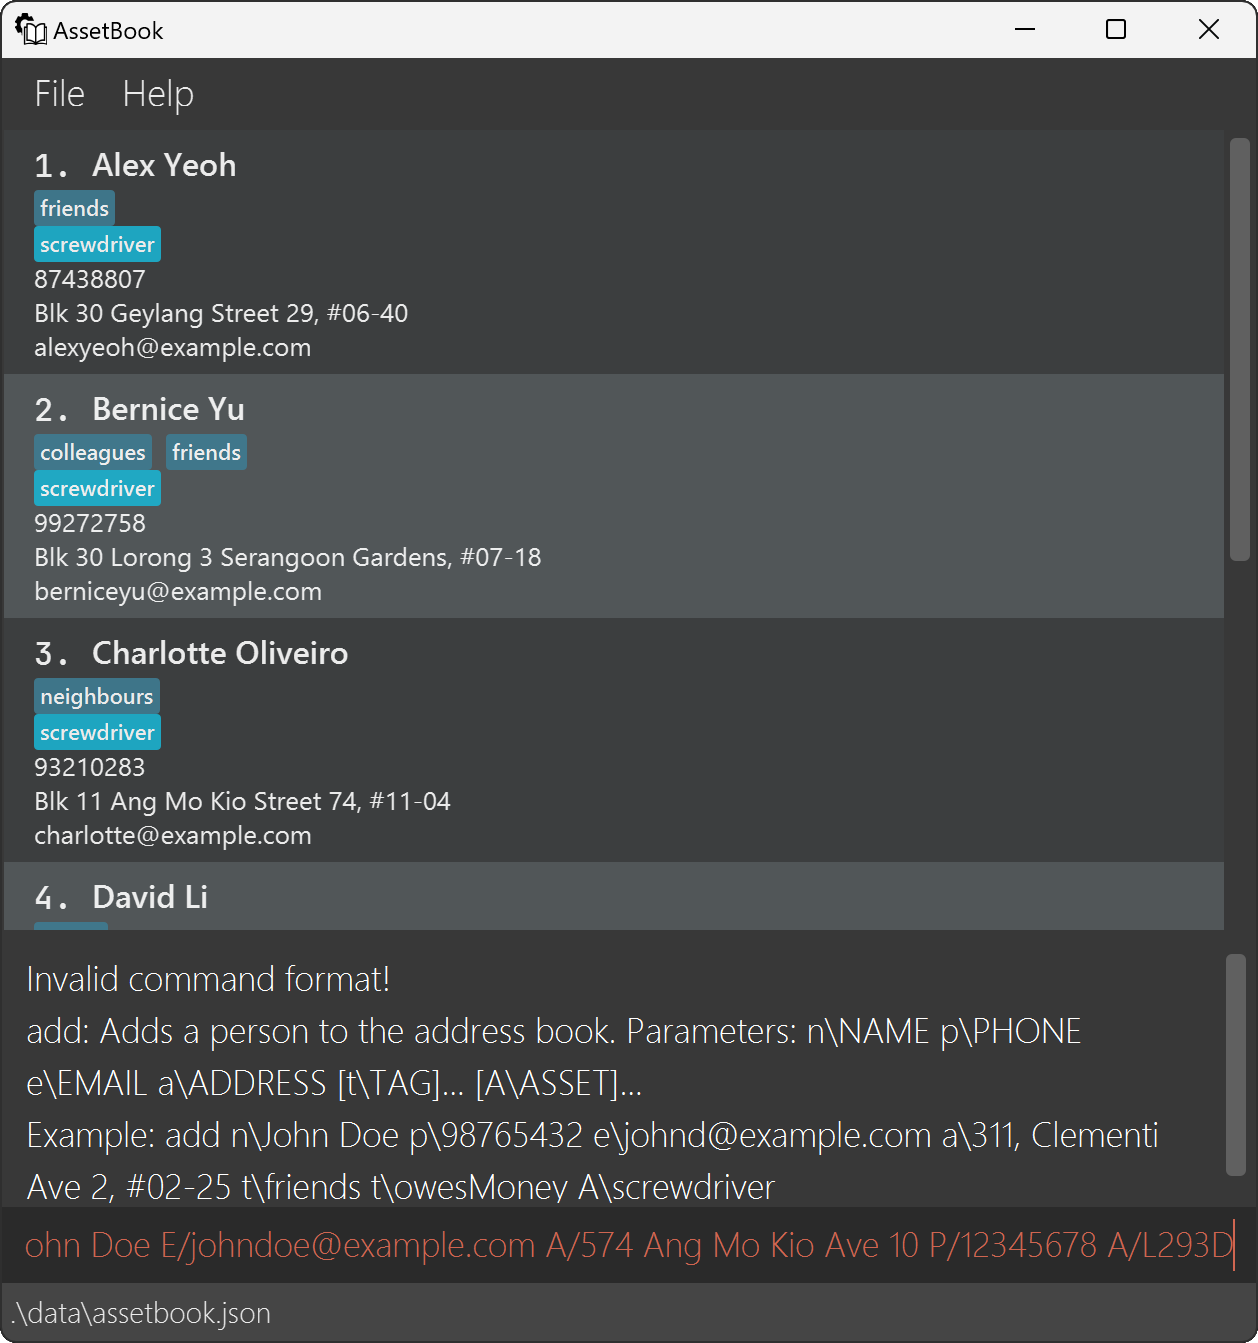 AssetBook
File Help
1. Alex Yeoh
friends
screwdriver
87438807
Blk 30 Geylang Street 29, #06-40
alexyeoh@example.com
2. Bernice Yu
colleagues friends
screwdriver
99272758
Blk 30 Lorong 3 Serangoon Gardens, #07-18
berniceyu@example.com
3. Charlotte Oliveiro
neighbours
screwdriver
93210283
Blk 11 Ang Mo Kio Street 74, #11-04
charlotte@example.com
4. David Li
Invalid command format!
add: Adds a person to the address book. Parameters: n\NAME p\PHONE
e\EMAIL a\ADDRESS [t\TAG]... [A\ASSET]...
Example: add n\John Doe p\98765432 e\johnd@example.com a\311, Clementi
Ave 2, #02-25 t\friends t\owesMoney A\screwdriver
ohn Doe E/johndoe@example.com A/574 Ang Mo Kio Ave 10 P/12345678 A/L293D
.\data\assetbook.json